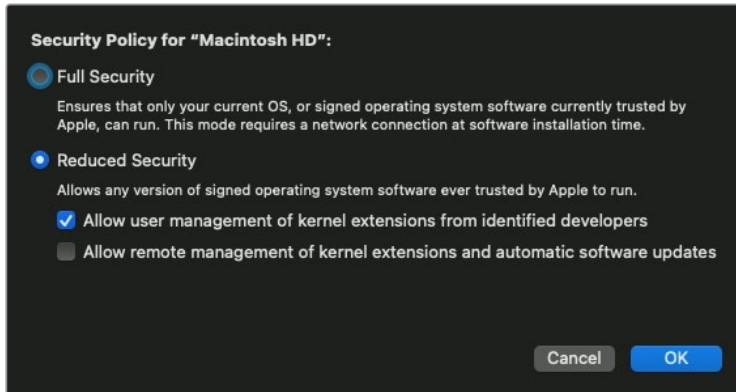 Security Policy for “Macintosh HD”:
Full Security
Ensures that only your current OS, or signed operating system software currently trusted by
Apple, can run. This mode requires a network connection at software installation time.
Reduced Security
Allows any version of signed operating system software ever trusted by Apple to run.
Allow user management of kernel extensions from identified developers
Allow remote management of kernel extensions and automatic software updates
Cancel OK